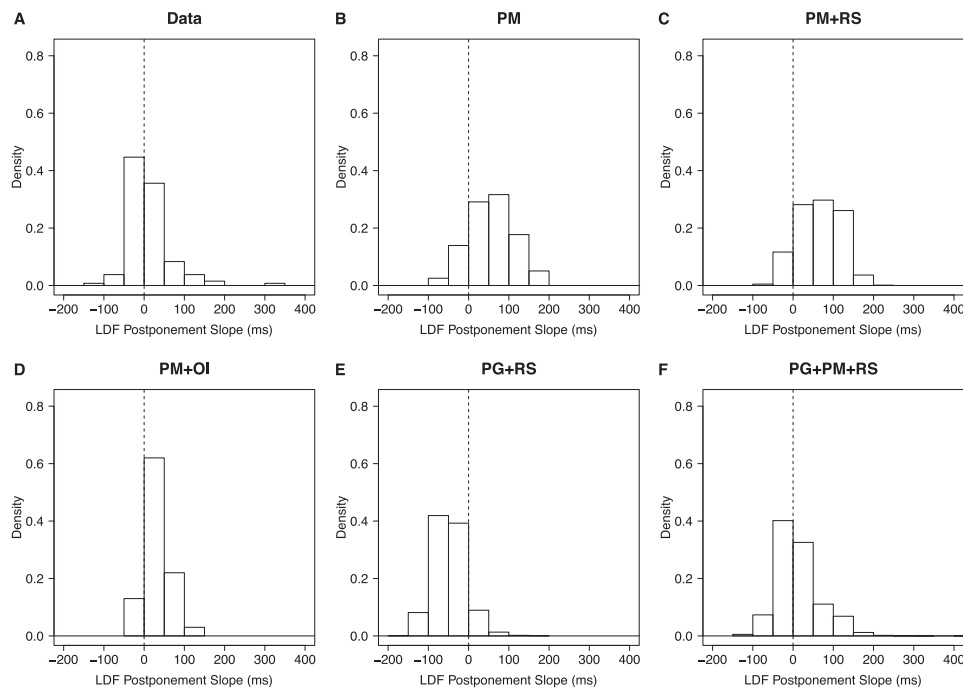 A Data
0.8
0.6
0.4
0.2
0.0
Density
−200 −100 0 100 200 300 400
LDF Postponement Slope (ms)
B PM
0.8
0.6
0.4
0.2
0.0
Density
−200 −100 0 100 200 300 400
LDF Postponement Slope (ms)
C PM+RS
0.8
0.6
0.4
0.2
0.0
Density
−200 −100 0 100 200 300 400
LDF Postponement Slope (ms)
D PM+OI
0.8
0.6
0.4
0.2
0.0
Density
−200 −100 0 100 200 300 400
LDF Postponement Slope (ms)
E PG+RS
0.8
0.6
0.4
0.2
0.0
Density
−200 −100 0 100 200 300 400
LDF Postponement Slope (ms)
F PG+PM+RS
0.8
0.6
0.4
0.2
0.0
Density
−200 −100 0 100 200 300 400
LDF Postponement Slope (ms)